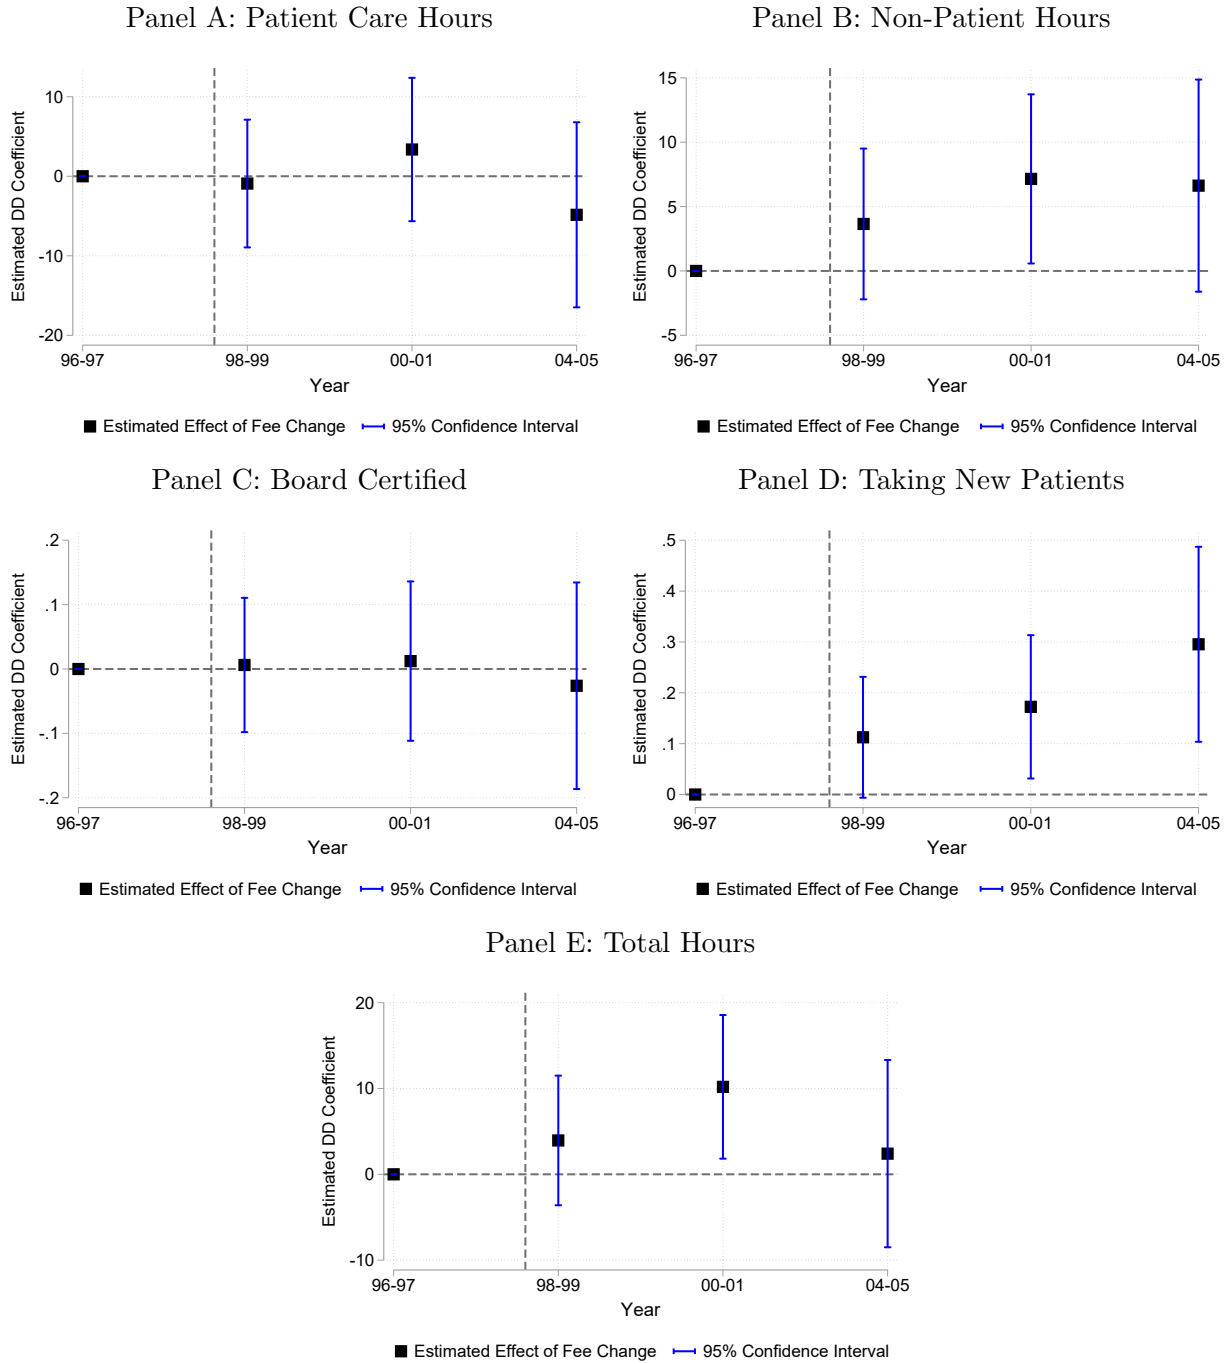 Panel A: Patient Care Hours
Estimated DD Coefficient
10
0
-10
-20
96-97
98-99
00-01
04-05
Year
Estimated Effect of Fee Change
95% Confidence Interval
Panel B: Non-Patient Hours
Estimated DD Coefficient
15
10
5
0
-5
96-97
98-99
00-01
04-05
Year
Estimated Effect of Fee Change
95% Confidence Interval
Panel C: Board Certified
Estimated DD Coefficient
.2
.1
0
-.1
-.2
96-97
98-99
00-01
04-05
Year
Estimated Effect of Fee Change
95% Confidence Interval
Panel D: Taking New Patients
Estimated DD Coefficient
.5
.4
.3
.2
.1
0
96-97
98-99
00-01
04-05
Year
Estimated Effect of Fee Change
95% Confidence Interval
Panel E: Total Hours
Estimated DD Coefficient
20
10
0
-10
96-97
98-99
00-01
04-05
Year
Estimated Effect of Fee Change
95% Confidence Interval